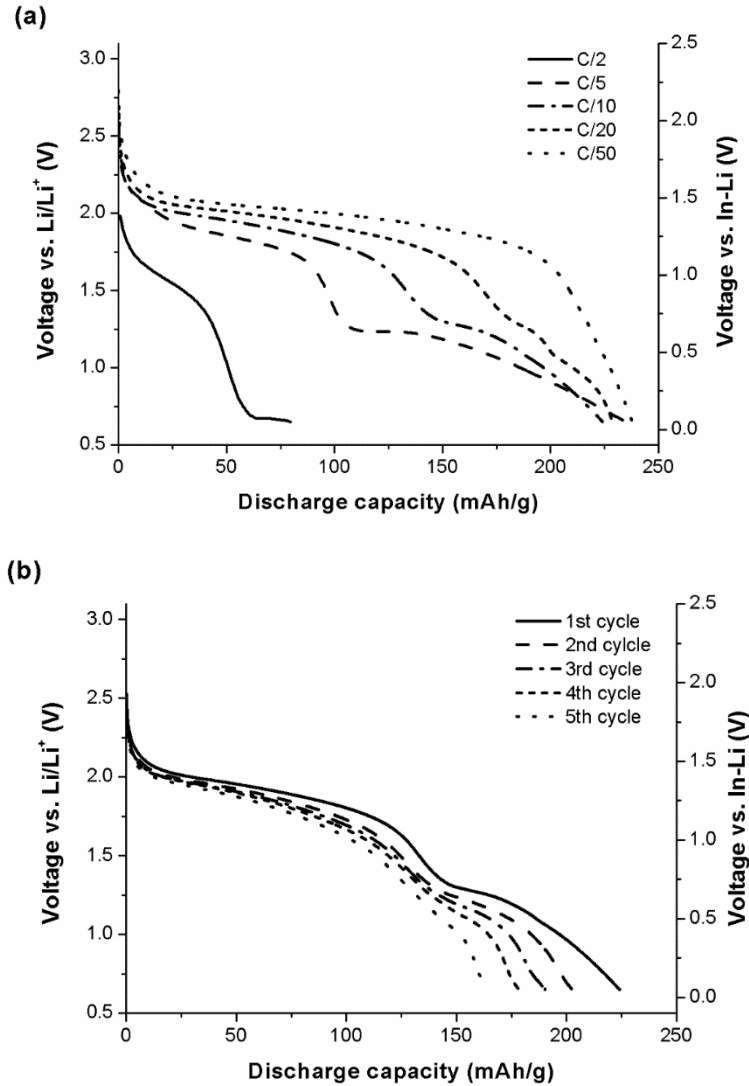 (a)
C/2
C/5
C/10
C/20
C/50
Voltage vs. Li/Li+ (V)
3.0
2.5
2.0
1.5
1.0
0.5
Voltage vs. In-Li (V)
2.5
2.0
1.5
1.0
0.5
0.0
0 50 100 150 200 250
Discharge capacity (mAh/g)
(b)
1st cycle
2nd cylcle
3rd cycle
4th cycle
5th cycle
Voltage vs. Li/Li+ (V)
3.0
2.5
2.0
1.5
1.0
0.5
Voltage vs. In-Li (V)
2.5
2.0
1.5
1.0
0.5
0.0
0 50 100 150 200 250
Discharge capacity (mAh/g)